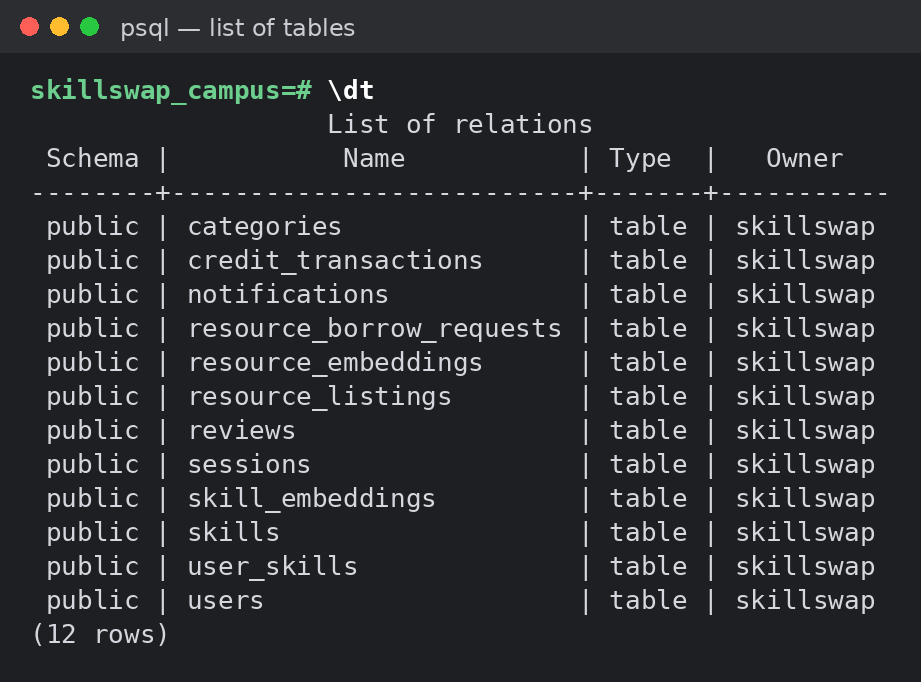 psql — list of tables
skillswap_campus=# \dt
                   List of relations
 Schema |           Name           | Type  |   Owner
--------+--------------------------+-------+-----------
 public | categories               | table | skillswap
 public | credit_transactions      | table | skillswap
 public | notifications            | table | skillswap
 public | resource_borrow_requests | table | skillswap
 public | resource_embeddings      | table | skillswap
 public | resource_listings        | table | skillswap
 public | reviews                  | table | skillswap
 public | sessions                 | table | skillswap
 public | skill_embeddings         | table | skillswap
 public | skills                   | table | skillswap
 public | user_skills              | table | skillswap
 public | users                    | table | skillswap
(12 rows)